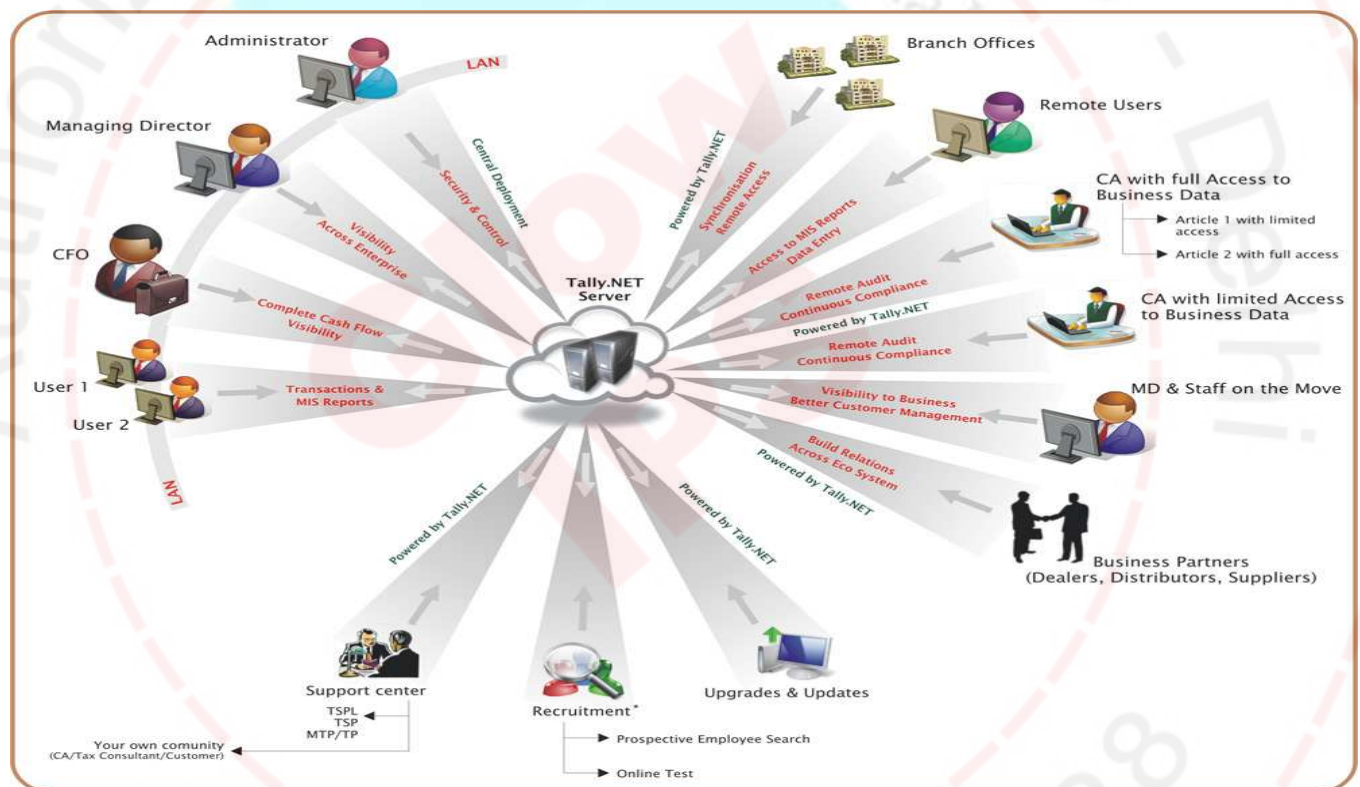 Administrator
LAN
Managing Director
CFO
User 1
User 2
LAN
Central Deployment
Security & Control
Visibility
Across Enterprise
Complete Cash Flow
Visibility
Transactions &
MIS Reports
Tally.NET
Server
Branch Offices
Remote Users
CA with full Access to
Business Data
Article 1 with limited
access
Article 2 with full access
CA with limited Access
to Business Data
MD & Staff on the Move
Business Partners
(Dealers, Distributors, Suppliers)
Powered by Tally.NET
Synchronisation
Remote Access
Access to MIS Reports
Data Entry
Remote Audit
Continuous Compliance
Powered by Tally.NET
Remote Audit
Continuous Compliance
Visibility to Business
Better Customer Management
Build Relations
Across Eco System
Powered by Tally.NET
Powered by Tally.NET
Powered by Tally.NET
Support center
TSPL
TSP
MTP/TP
Your own comunity
(CA/Tax Consultant/Customer)
Recruitment*
Prospective Employee Search
Online Test
Upgrades & Updates
Glow
- Delhi